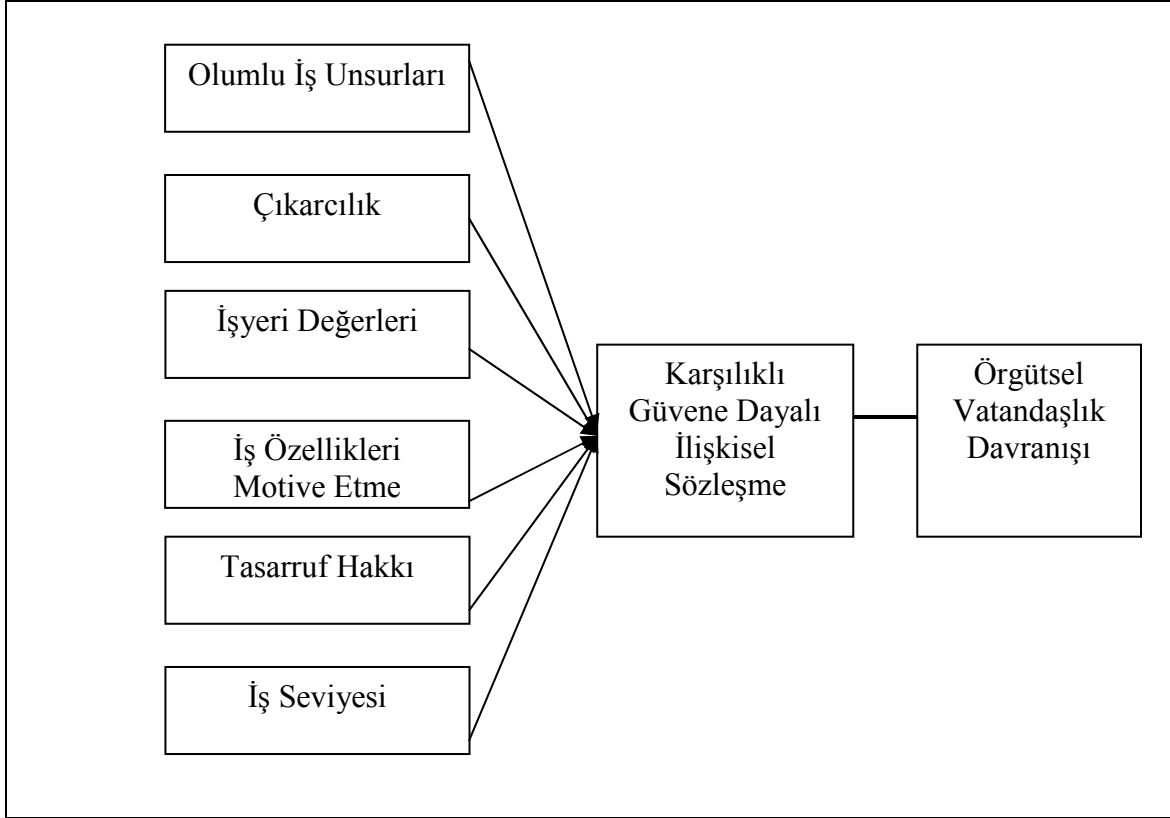 Olumlu İş Unsurları
Çıkarcılık
İşyeri Değerleri
İş Özellikleri
Motive Etme
Tasarruf Hakkı
İş Seviyesi
Karşılıklı
Güvene Dayalı
İlişkisel
Sözleşme
Örgütsel
Vatandaşlık
Davranışı